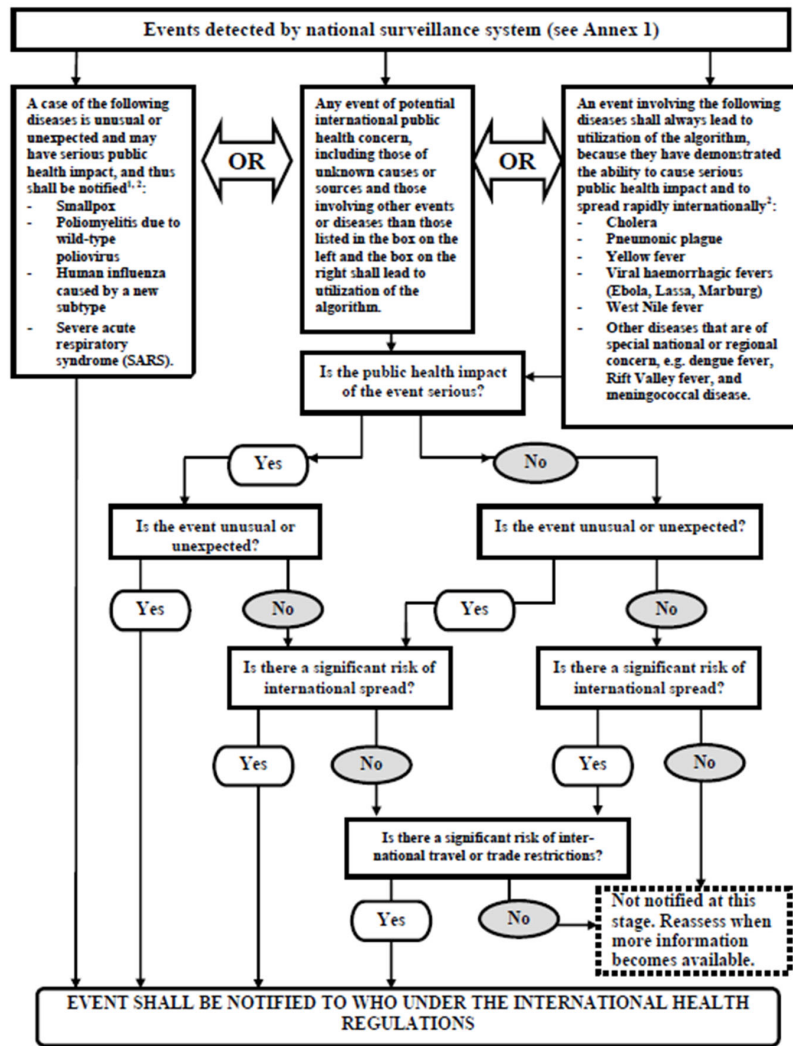 Events detected by national surveillance system (see Annex 1)
A case of the following
diseases is unusual or
unexpected and may
have serious public
health impact, and thus
shall be notified1, 2:
- Smallpox
- Poliomyelitis due to
wild-type
poliovirus
- Human influenza
caused by a new
subtype
- Severe acute
respiratory
syndrome (SARS).
OR
Any event of potential
international public
health concern,
including those of
unknown causes or
sources and those
involving other events
or diseases than those
listed in the box on the
left and the box on the
right shall lead to
utilization of the
algorithm.
OR
An event involving the following
diseases shall always lead to
utilization of the algorithm,
because they have demonstrated
the ability to cause serious
public health impact and to
spread rapidly internationally2:
- Cholera
- Pneumonic plague
- Yellow fever
- Viral haemorrhagic fevers
(Ebola, Lassa, Marburg)
- West Nile fever
- Other diseases that are of
special national or regional
concern, e.g. dengue fever,
Rift Valley fever, and
meningococcal disease.
Is the public health impact
of the event serious?
Yes
No
Is the event unusual or
unexpected?
Is the event unusual or unexpected?
Yes
No
Yes
No
Is there a significant risk of
international spread?
Is there a significant risk of
international spread?
Yes
No
Yes
No
Is there a significant risk of inter-
national travel or trade restrictions?
Yes
No
Not notified at this
stage. Reassess when
more information
becomes available.
EVENT SHALL BE NOTIFIED TO WHO UNDER THE INTERNATIONAL HEALTH
REGULATIONS